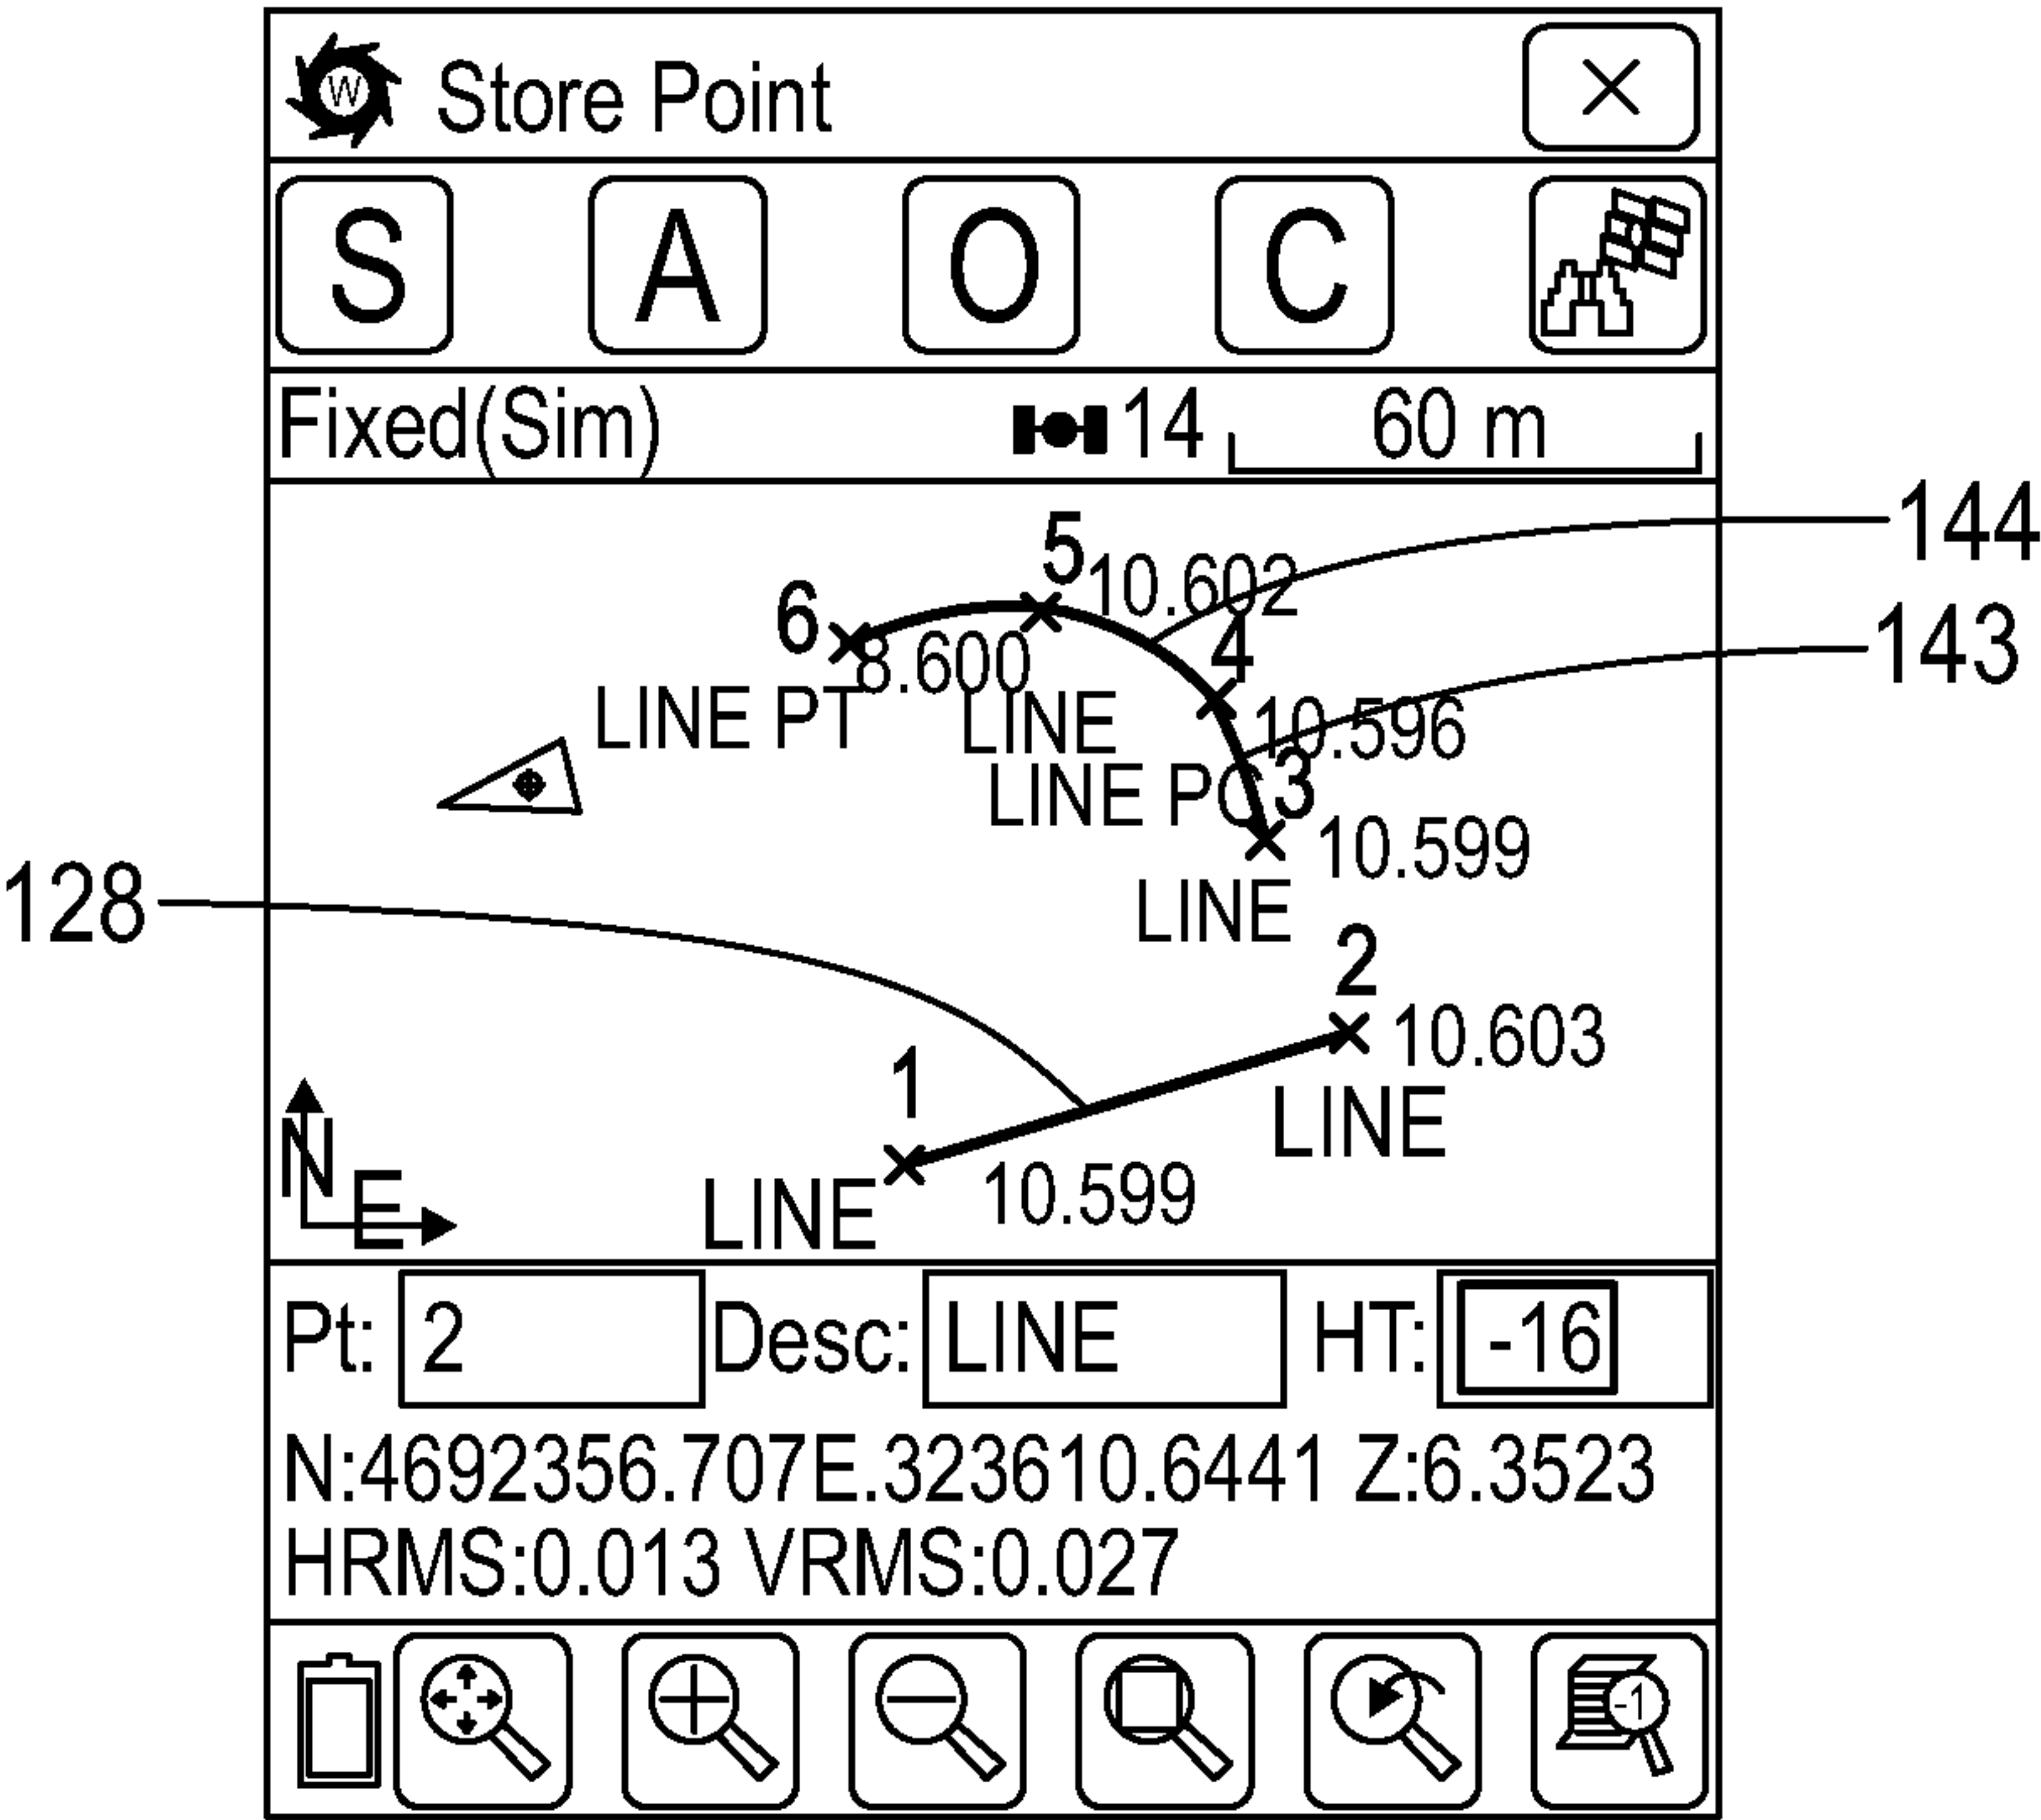 W Store Point
S A O C
Fixed(Sim) 14 60 m
144
5
10.602
6
8.600
4
143
LINE PT
LINE
10.596
LINE PC
3
10.599
128
LINE
2
10.603
1
LINE
N
E
LINE
10.599
Pt: 2 Desc: LINE HT: -16
N:4692356.707E.323610.6441 Z:6.3523
HRMS:0.013 VRMS:0.027
-1